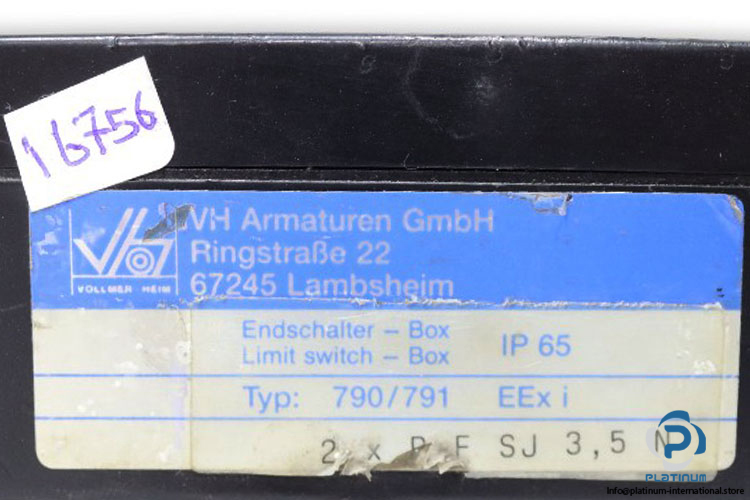 16756
VH Armaturen GmbH
Ringstraße 22
67245 Lambsheim
VOLLMER HEIM
Endschalter – Box
Limit switch – Box
IP 65
Typ: 790/791 EEx i
2 x P F SJ 3,5 N
PLATINUM
info@platinum-international.store